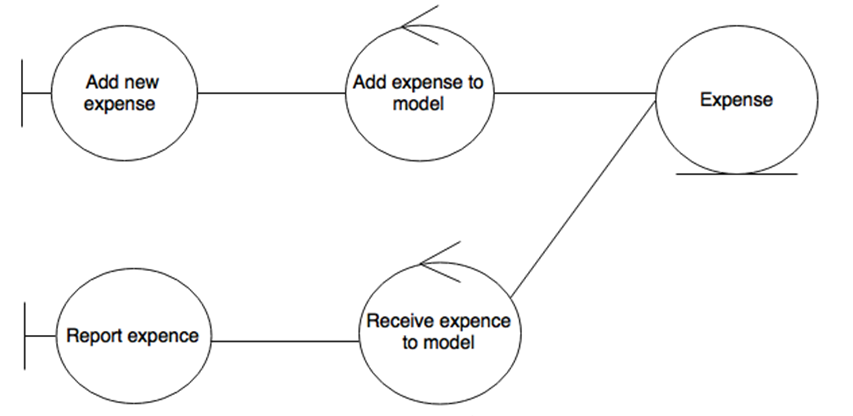 Add new
expense
Add expense to
model
Expense
Report expence
Receive expence
to model